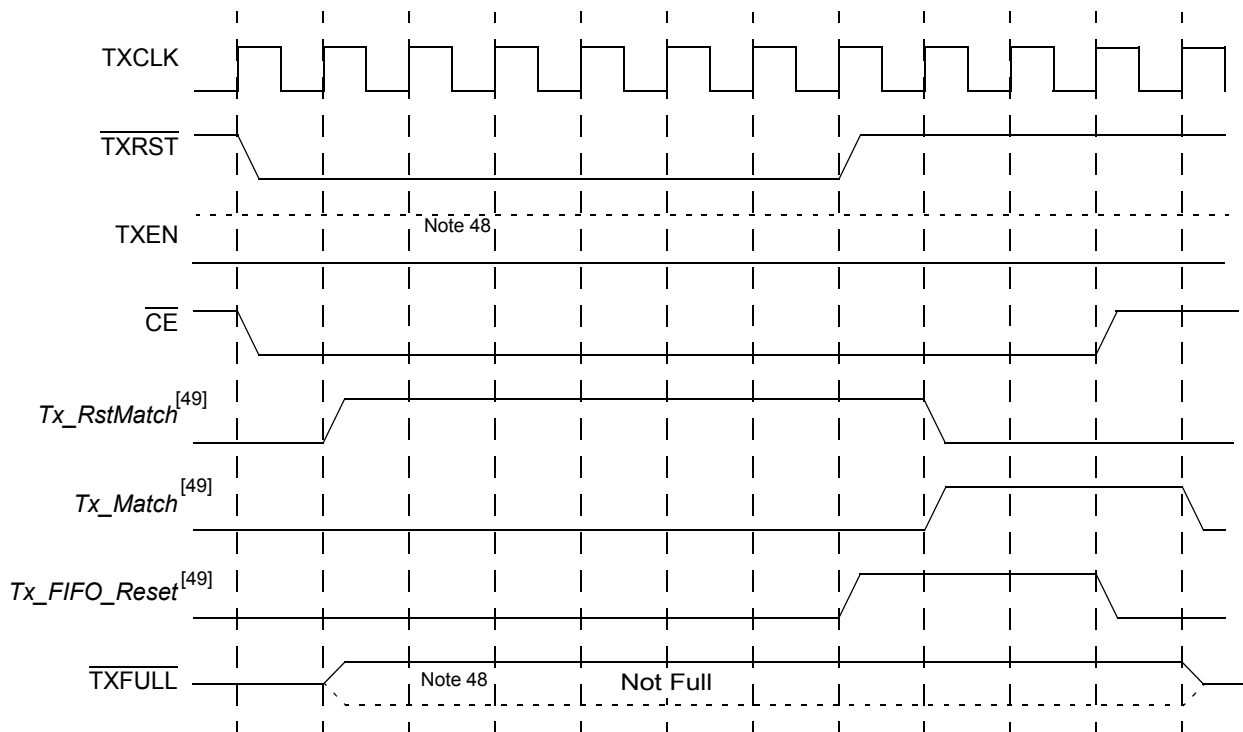 TXCLK
TXRST
TXEN
Note 48
CE
Tx_RstMatch[49]
Tx_Match[49]
Tx_FIFO_Reset[49]
TXFULL
Note 48
Not Full